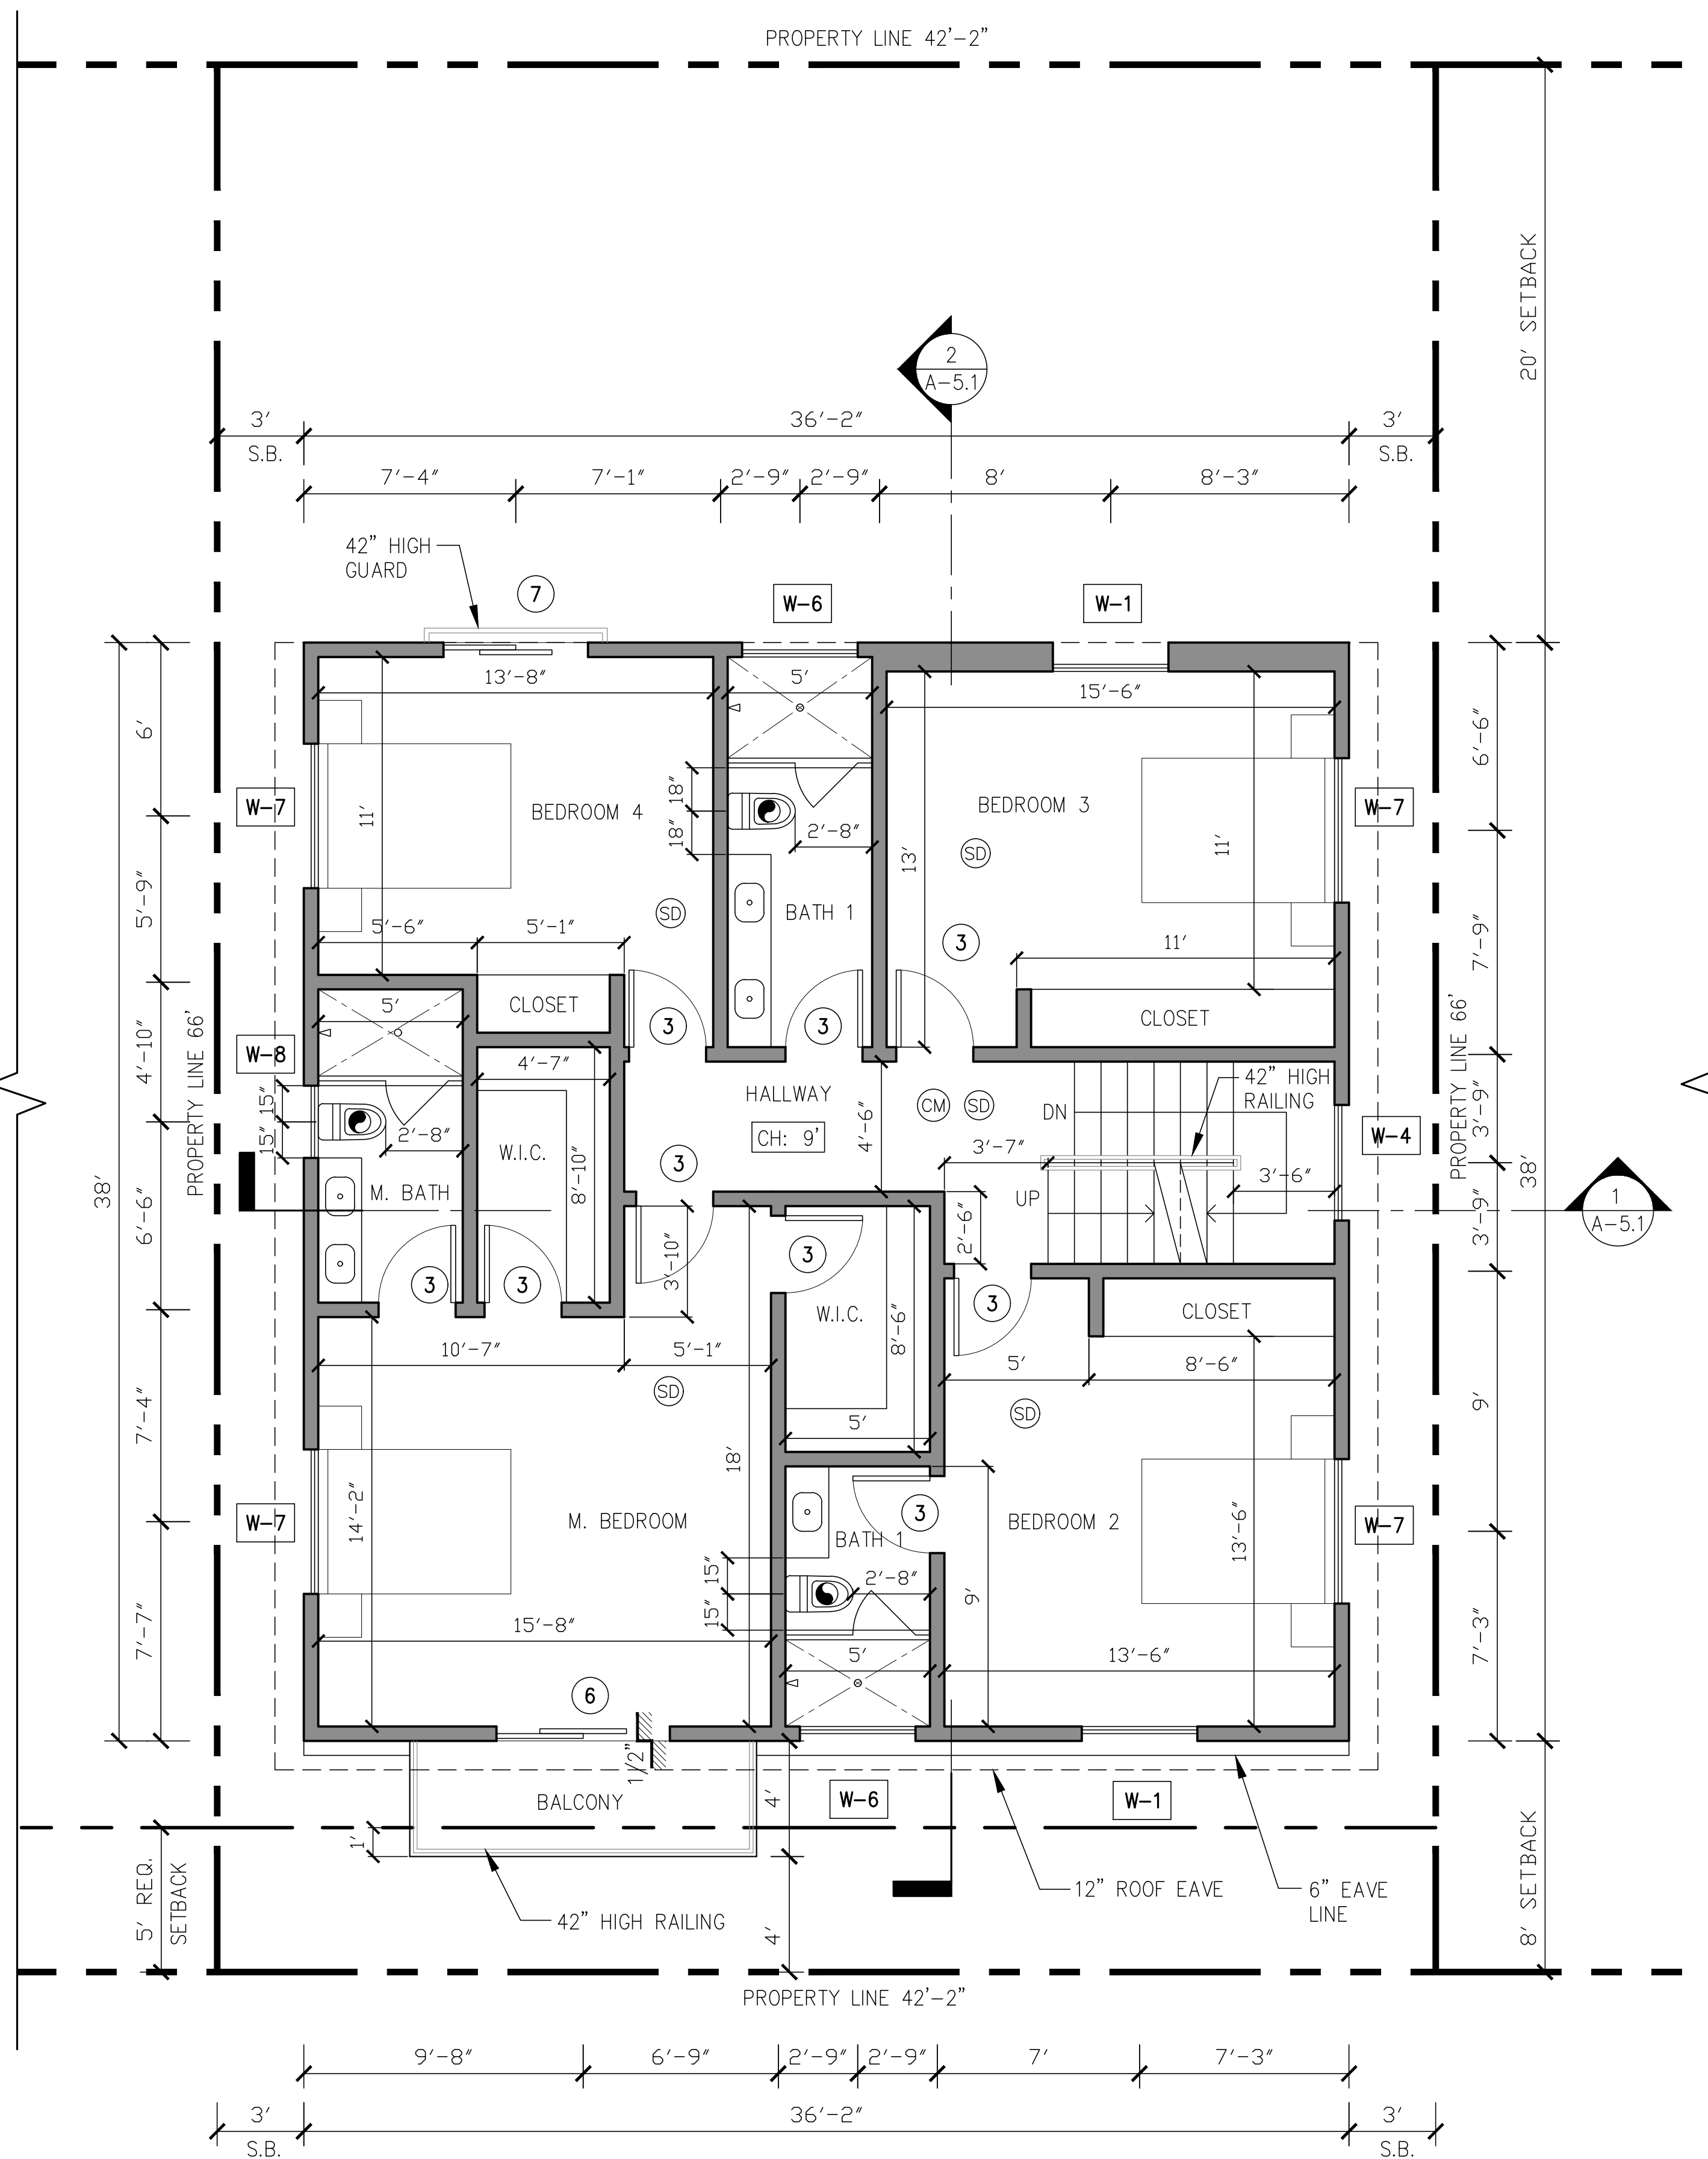 PROPERTY LINE 42'-2"
20' SETBACK
2
A-5.1
3'
36'-2"
3'
S.B.
S.B.
7'-4"
7'-1"
2'-9"
2'-9"
8'
8'-3"
42" HIGH
GUARD
7
W-6
W-1
13'-8"
5'
15'-6"
6'
6'-6"
W-7
11'
BEDROOM 4
18"
18"
2'-8"
BEDROOM 3
SD
13'
11'
W-7
5'-9"
5'-6"
5'-1"
SD
BATH 1
3
11'
7'-9"
38'
PROPERTY LINE 66'
4'-10"
W-8
5'
CLOSET
3
3
CLOSET
PROPERTY LINE 66'
4'-7"
HALLWAY
CH: 9'
4'-6"
CM
SD
DN
42" HIGH
RAILING
W-4
3'-9"
38'
15"
15"
2'-8"
W.I.C.
8'-10"
3
3'-7"
3'-6"
M. BATH
UP
3'-9"
1
A-5.1
6'-6"
3
3
3'-10"
3
2'-6"
3
CLOSET
W.I.C.
8'-6"
10'-7"
5'-1"
5'
8'-6"
SD
SD
7'-4"
9'
18'
5'
W-7
14'-2"
M. BEDROOM
3
BATH 1
BEDROOM 2
13'-6"
W-7
15"
15"
2'-8"
9'
7'-7"
15'-8"
5'
13'-6"
7'-3"
6
1/2"
BALCONY
4'
W-6
W-1
1'
5' REQ.
SETBACK
12" ROOF EAVE
6" EAVE
LINE
8' SETBACK
42" HIGH RAILING
4'
PROPERTY LINE 42'-2"
9'-8"
6'-9"
2'-9"
2'-9"
7'
7'-3"
3'
36'-2"
3'
S.B.
S.B.